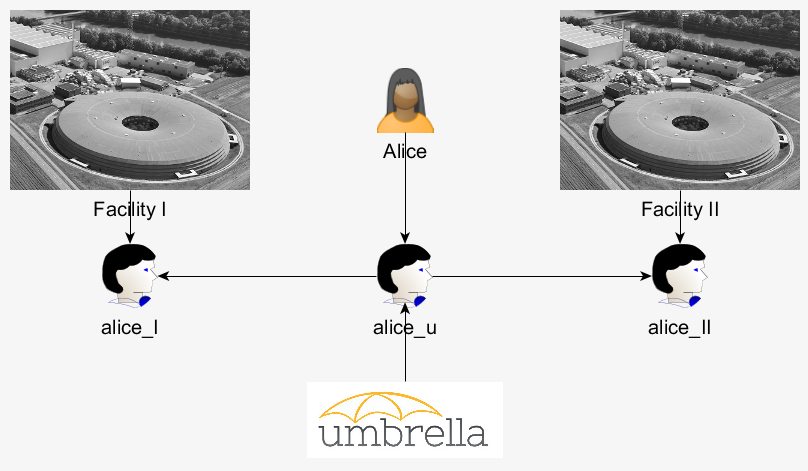 Alice
Facility I
Facility II
alice_I
alice_u
alice_II
umbrella